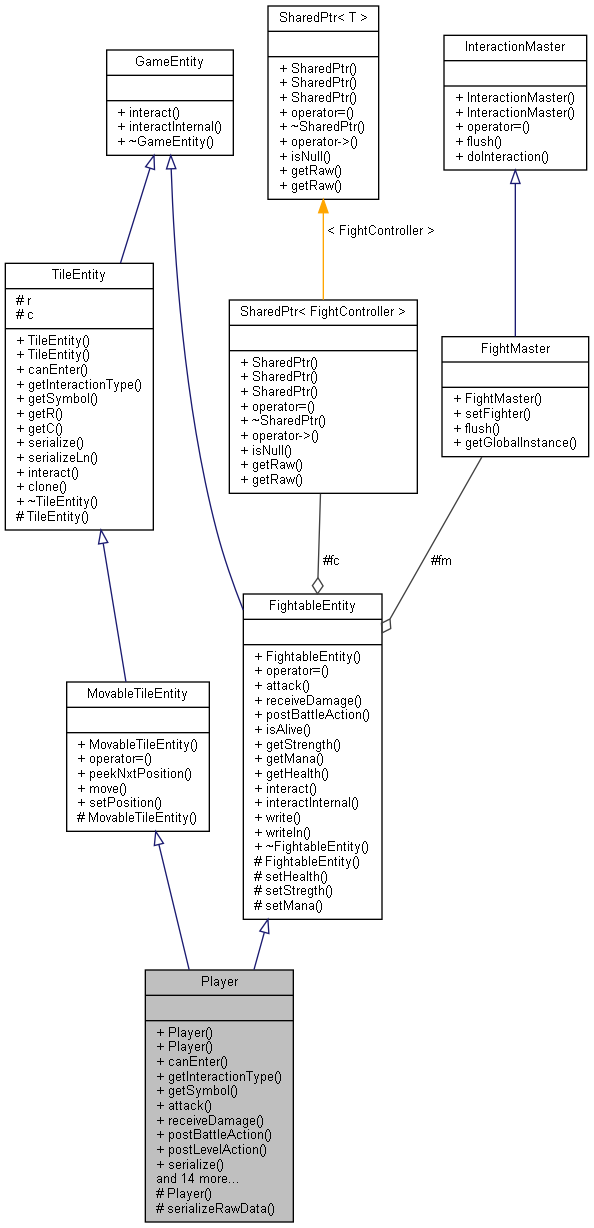 GameEntity
+ interact()
+ interactInternal()
+ ~GameEntity()
SharedPtr< T >
+ SharedPtr()
+ SharedPtr()
+ SharedPtr()
+ operator=()
+ ~SharedPtr()
+ operator->()
+ isNull()
+ getRaw()
+ getRaw()
InteractionMaster
+ InteractionMaster()
+ InteractionMaster()
+ operator=()
+ flush()
+ doInteraction()
< FightController >
TileEntity
# r
# c
+ TileEntity()
+ TileEntity()
+ canEnter()
+ getInteractionType()
+ getSymbol()
+ getR()
+ getC()
+ serialize()
+ serializeLn()
+ interact()
+ clone()
+ ~TileEntity()
# TileEntity()
SharedPtr< FightController >
+ SharedPtr()
+ SharedPtr()
+ SharedPtr()
+ operator=()
+ ~SharedPtr()
+ operator->()
+ isNull()
+ getRaw()
+ getRaw()
FightMaster
+ FightMaster()
+ setFighter()
+ flush()
+ getGlobalInstance()
#fc
#fm
FightableEntity
+ FightableEntity()
+ operator=()
+ attack()
+ receiveDamage()
+ postBattleAction()
+ isAlive()
+ getStrength()
+ getMana()
+ getHealth()
+ interact()
+ interactInternal()
+ write()
+ writeln()
+ ~FightableEntity()
# FightableEntity()
# setHealth()
# setStregth()
# setMana()
MovableTileEntity
+ MovableTileEntity()
+ operator=()
+ peekNxtPosition()
+ move()
+ setPosition()
# MovableTileEntity()
Player
+ Player()
+ Player()
+ canEnter()
+ getInteractionType()
+ getSymbol()
+ attack()
+ receiveDamage()
+ postBattleAction()
+ postLevelAction()
+ serialize()
and 14 more...
# Player()
# serializeRawData()